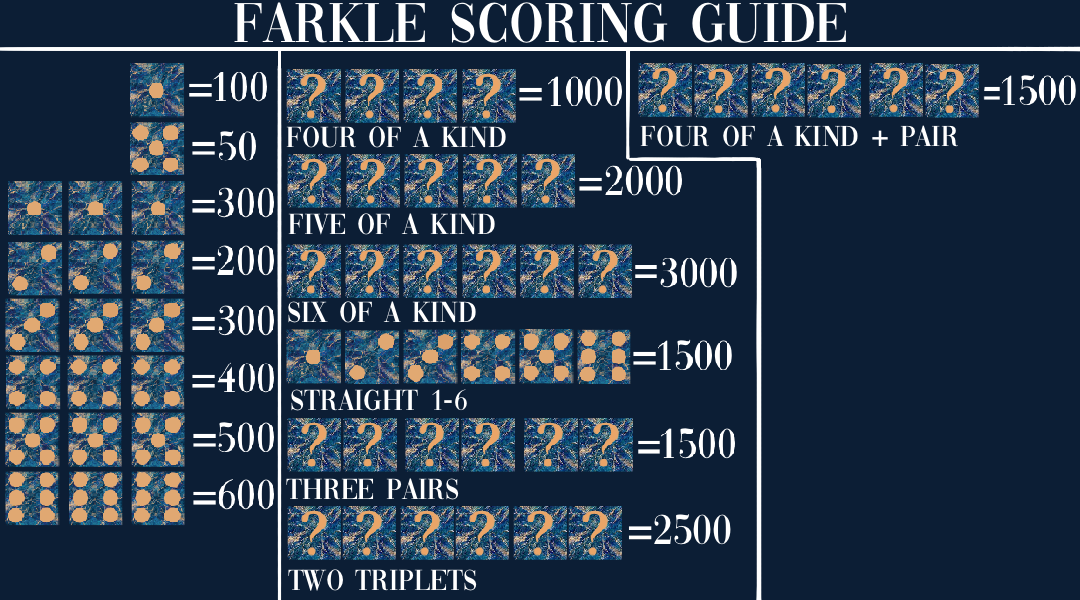 FARKLE SCORING GUIDE
=100
=50
=300
=200
=300
=400
=500
=600
? ? ? ? =1000
FOUR OF A KIND
? ? ? ? ? =2000
FIVE OF A KIND
? ? ? ? ? ? =3000
SIX OF A KIND
=1500
STRAIGHT 1-6
? ? ? ? ? ? =1500
THREE PAIRS
? ? ? ? ? ? =2500
TWO TRIPLETS
? ? ? ? ? ? =1500
FOUR OF A KIND + PAIR